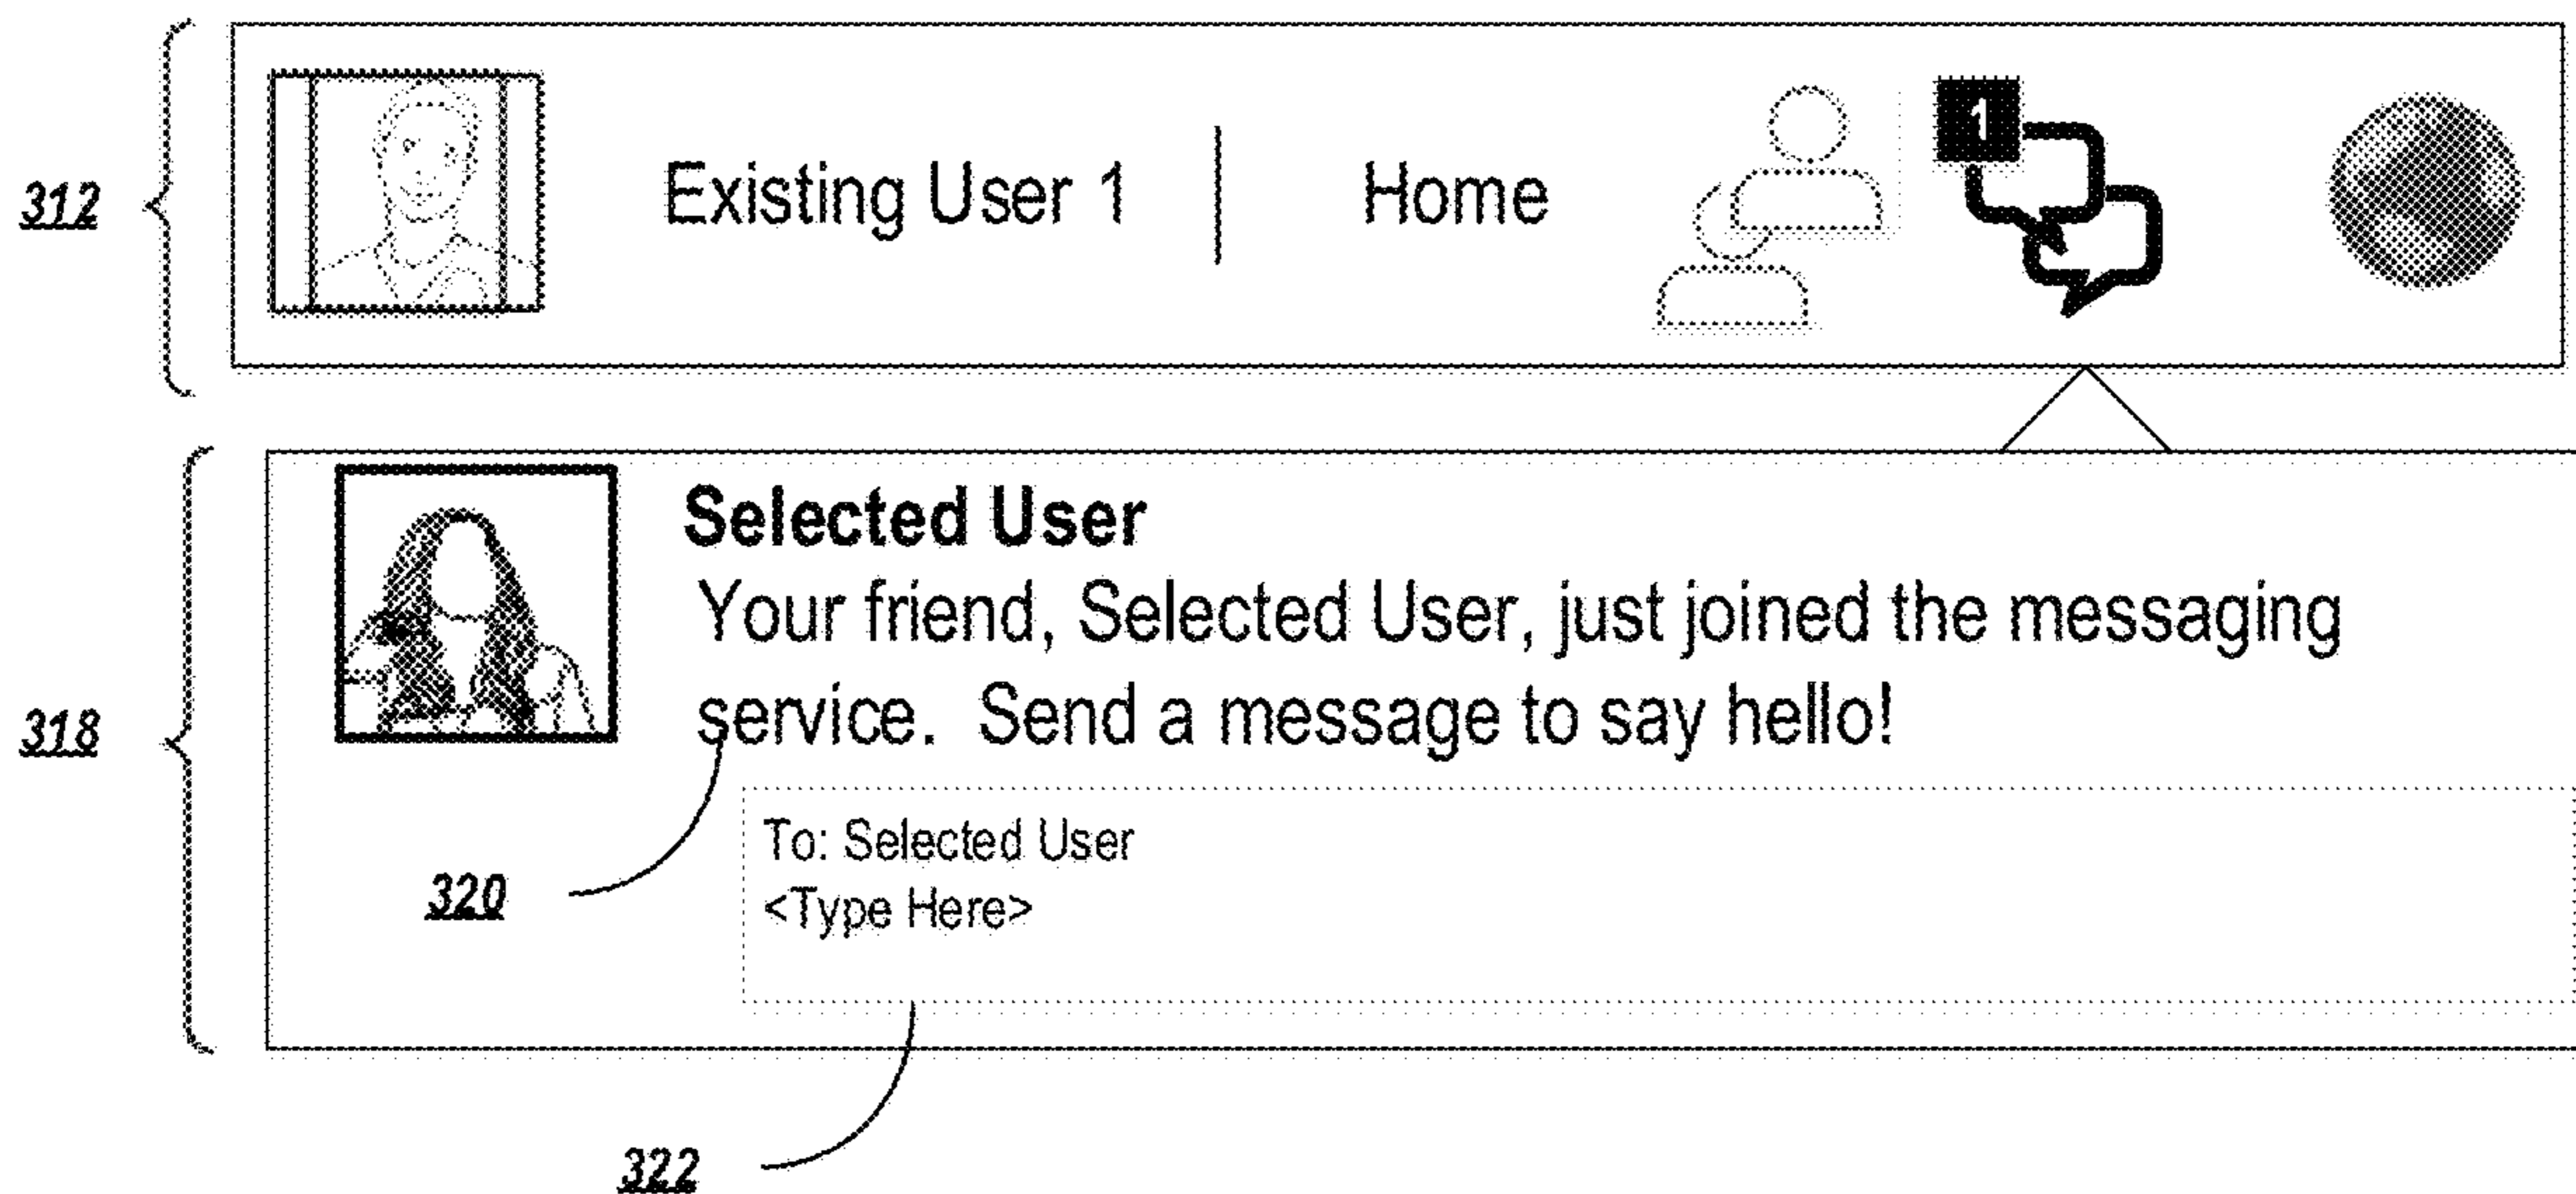 312
Existing User 1 | Home
1
318
Selected User
Your friend, Selected User, just joined the messaging
service. Send a message to say hello!
To: Selected User
320
<Type Here>
322